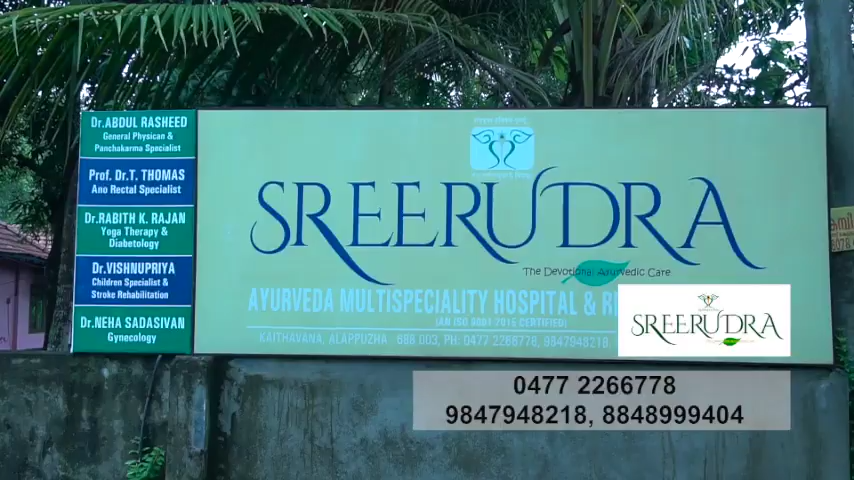 Dr.ABDUL RASHEED
General Physican &
Panchakarma Specialist
Prof. Dr.T. THOMAS
Ano Rectal Specialist
Dr.RABITH K. RAJAN
Yoga Therapy &
Diabetology
Dr.VISHNUPRIYA
Children Specialist &
Stroke Rehabilitation
Dr.NEHA SADASIVAN
Gynecology
SREERUDRA
The Devotional Ayurvedic Care
AYURVEDA MULTISPECIALITY HOSPITAL &
(AN ISO 9001 2015 CERTIFIED)
KAITHAVANA, ALAPPUZHA 688 003, PH: 0477 2266778, 9847948218,
SREERUDRA
0477 2266778
9847948218, 8848999404